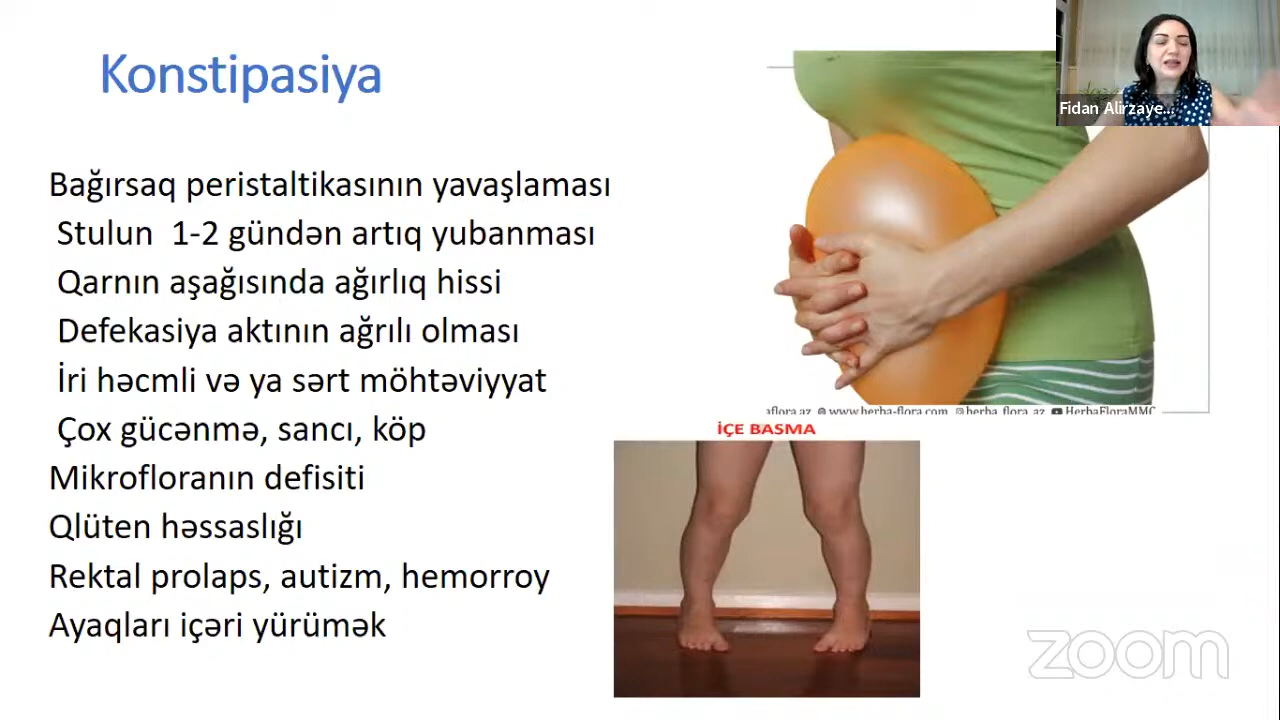 Konstipasiya
Fidan Alirzaye...
Bağırsaq peristaltikasının yavaşlaması
Stulun 1-2 gündən artıq yubanması
Qarnın aşağısında ağırlıq hissi
Defekasiya aktının ağrılı olması
İri həcmli və ya sərt möhtəviyyat
Çox gücənmə, sancı, köp
Mikrofloranın defisiti
Qlüten həssaslığı
Rektal prolaps, autizm, hemorroy
Ayaqları içəri yürümək
aflora.az www.herba-flora.com herba_flora_az HerbaFloraMMC
İÇE BASMA
zoom